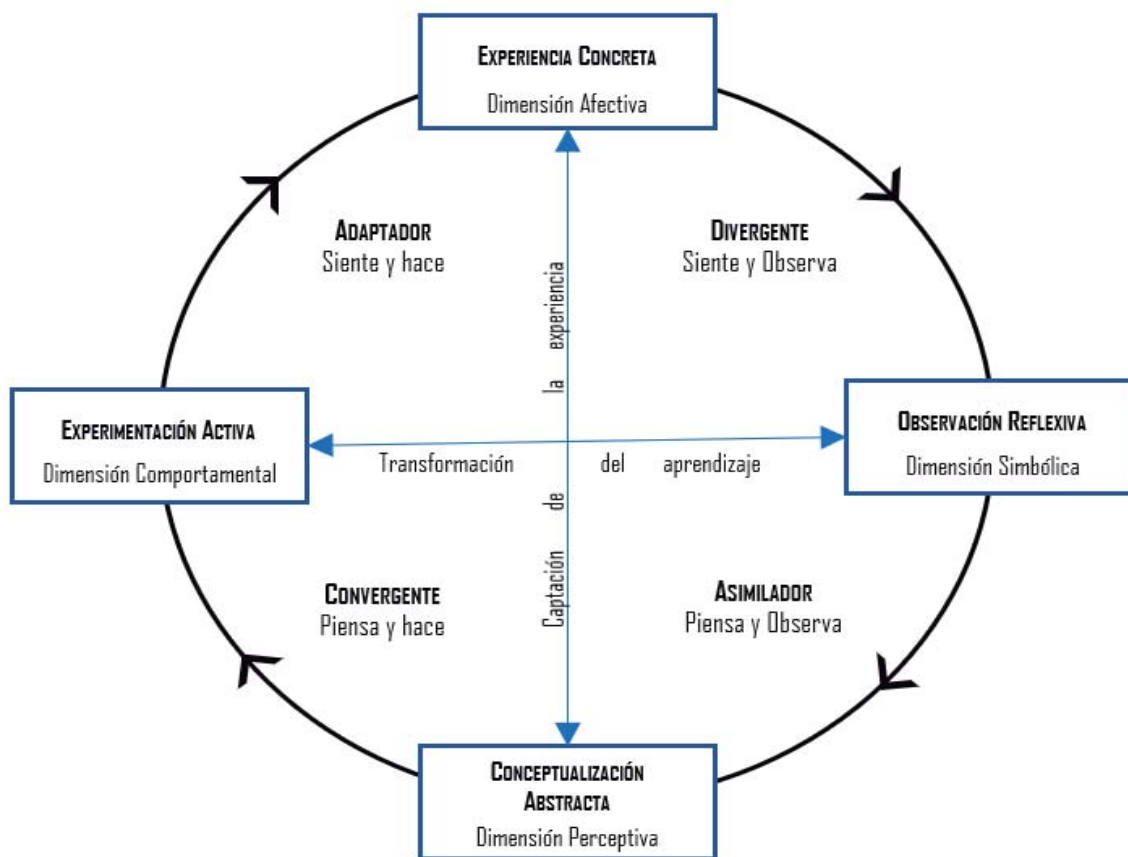 EXPERIENCIA CONCRETA
Dimensión Afectiva
ADAPTADOR
Siente y hace
DIVERGENTE
Siente y Observa
EXPERIMENTACIÓN ACTIVA
Dimensión Comportamental
OBSERVACIÓN REFLEXIVA
Dimensión Simbólica
Transformación del aprendizaje
Captación de la experiencia
CONVERGENTE
Piensa y hace
ASIMILADOR
Piensa y Observa
CONCEPTUALIZACIÓN
ABSTRACTA
Dimensión Perceptiva